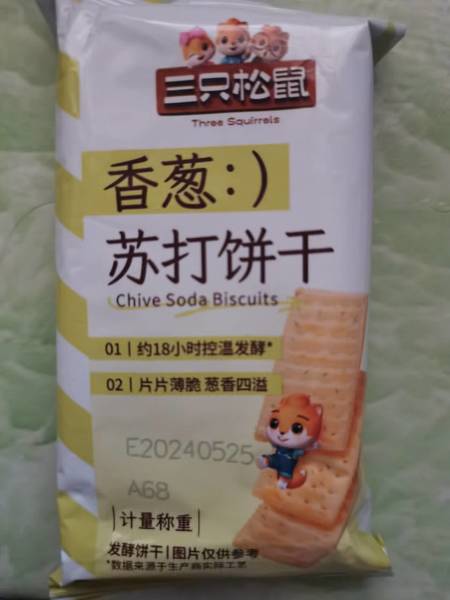 三只松鼠
Three Squirrels
香葱:)
苏打饼干
Chive Soda Biscuits
01 | 约18小时控温发酵*
02 | 片片薄脆 葱香四溢
E20240525
A68
|计量称重|
发酵饼干 | 图片仅供参考
*数据来源于生产商实际工艺